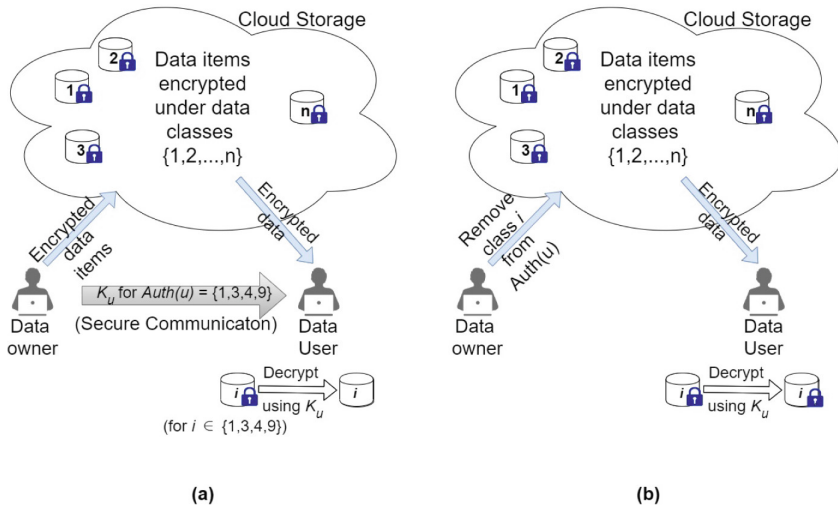 Cloud Storage
2
1
3
n
Data items
encrypted
under data
classes
{1,2,...,n}
Encrypted
data
items
Encrypted
data
K_u for Auth(u) = {1,3,4,9}
(Secure Communicaton)
Data
owner
Data
User
i
Decrypt
using K_u
i
(for i ∈ {1,3,4,9})
(a)
Cloud Storage
2
1
3
n
Data items
encrypted
under data
classes
{1,2,...,n}
Remove
class i
from
Auth(u)
Encrypted
data
Data
owner
Data
User
i
Decrypt
using K_u
i
(b)